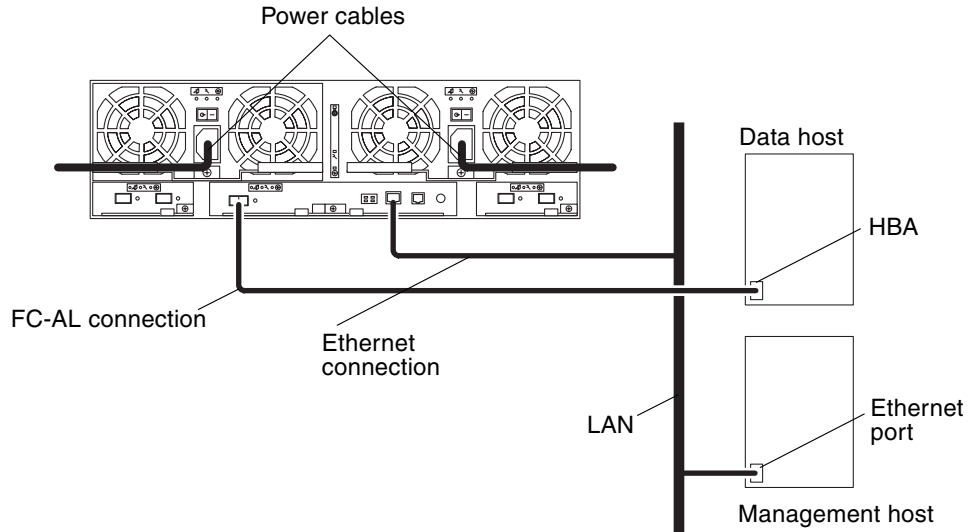 Power cables
Data host
HBA
FC-AL connection
Ethernet
connection
LAN
Ethernet
port
Management host